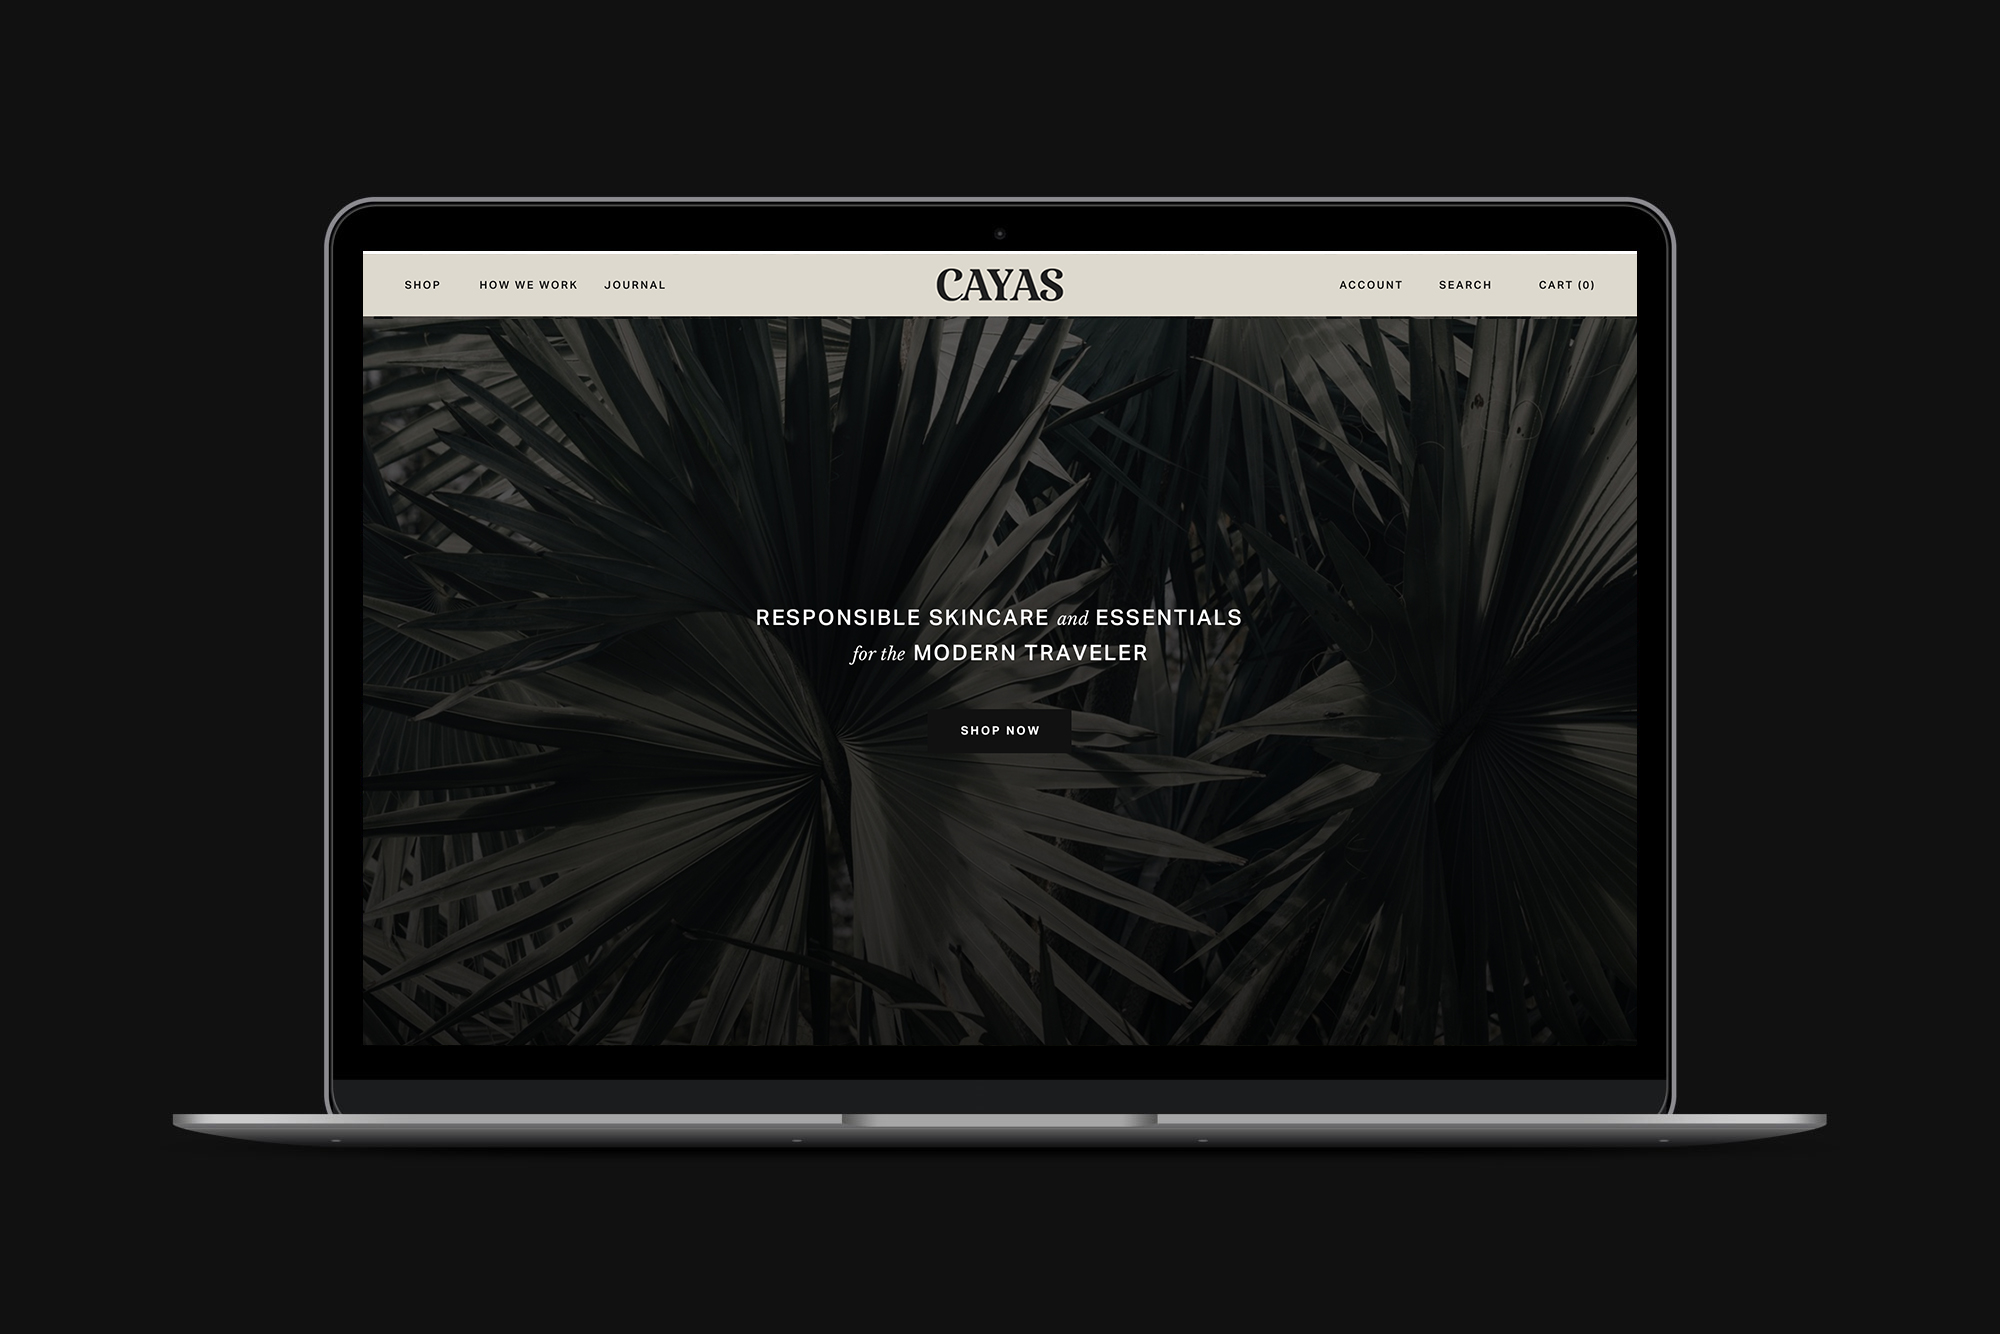 SHOP HOW WE WORK JOURNAL CAYAS ACCOUNT SEARCH CART (0)
RESPONSIBLE SKINCARE and ESSENTIALS
for the MODERN TRAVELER
SHOP NOW